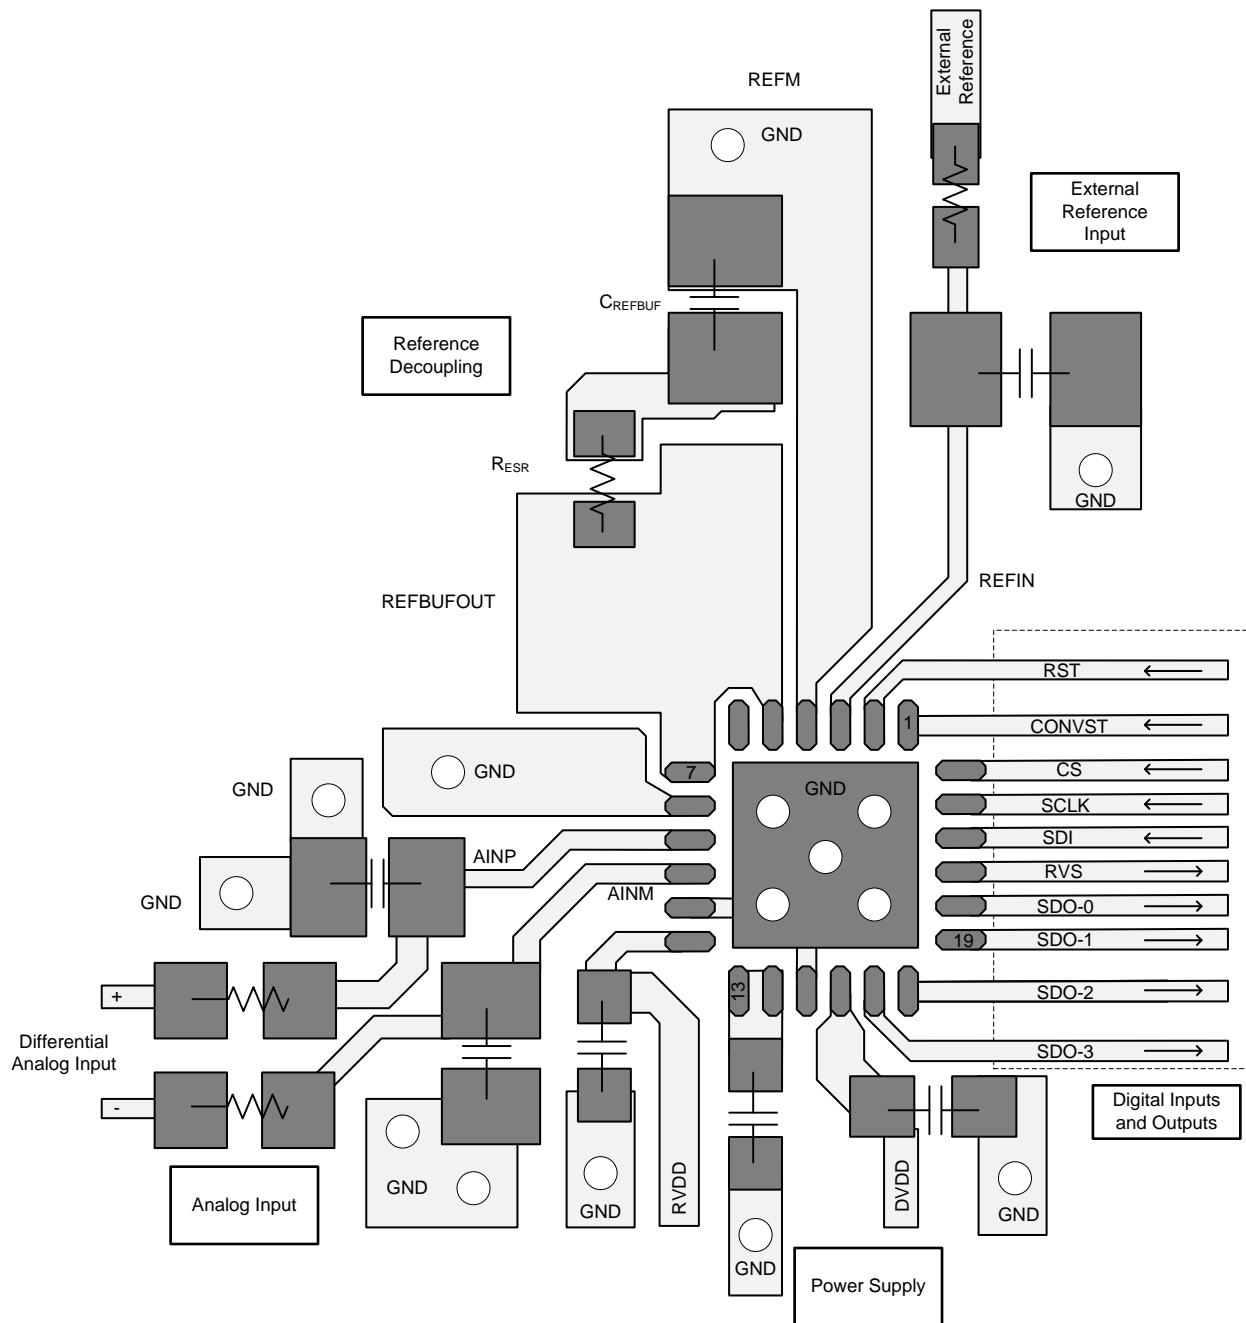 External
Reference
REFM
GND
External
Reference
Input
CREFBUF
Reference
Decoupling
RESR
GND
REFIN
REFBUFOUT
RST
1
CONVST
7
GND
CS
GND
GND
SCLK
SDI
AINP
RVS
AINM
GND
SDO-0
19
SDO-1
13
+
SDO-2
Differential
Analog Input
SDO-3
-
Digital Inputs
and Outputs
GND
RVDD
DVDD
Analog Input
GND
GND
GND
Power Supply